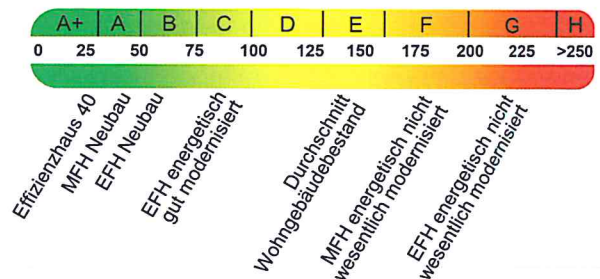 A+ A B C D E F G H
0 25 50 75 100 125 150 175 200 225 >250
Effizienzhaus 40
MFH Neubau
EFH Neubau
EFH energetisch
gut modernisiert
Durchschnitt
Wohngebäudebestand
MFH energetisch nicht
wesentlich modernisiert
EFH energetisch nicht
wesentlich modernisiert